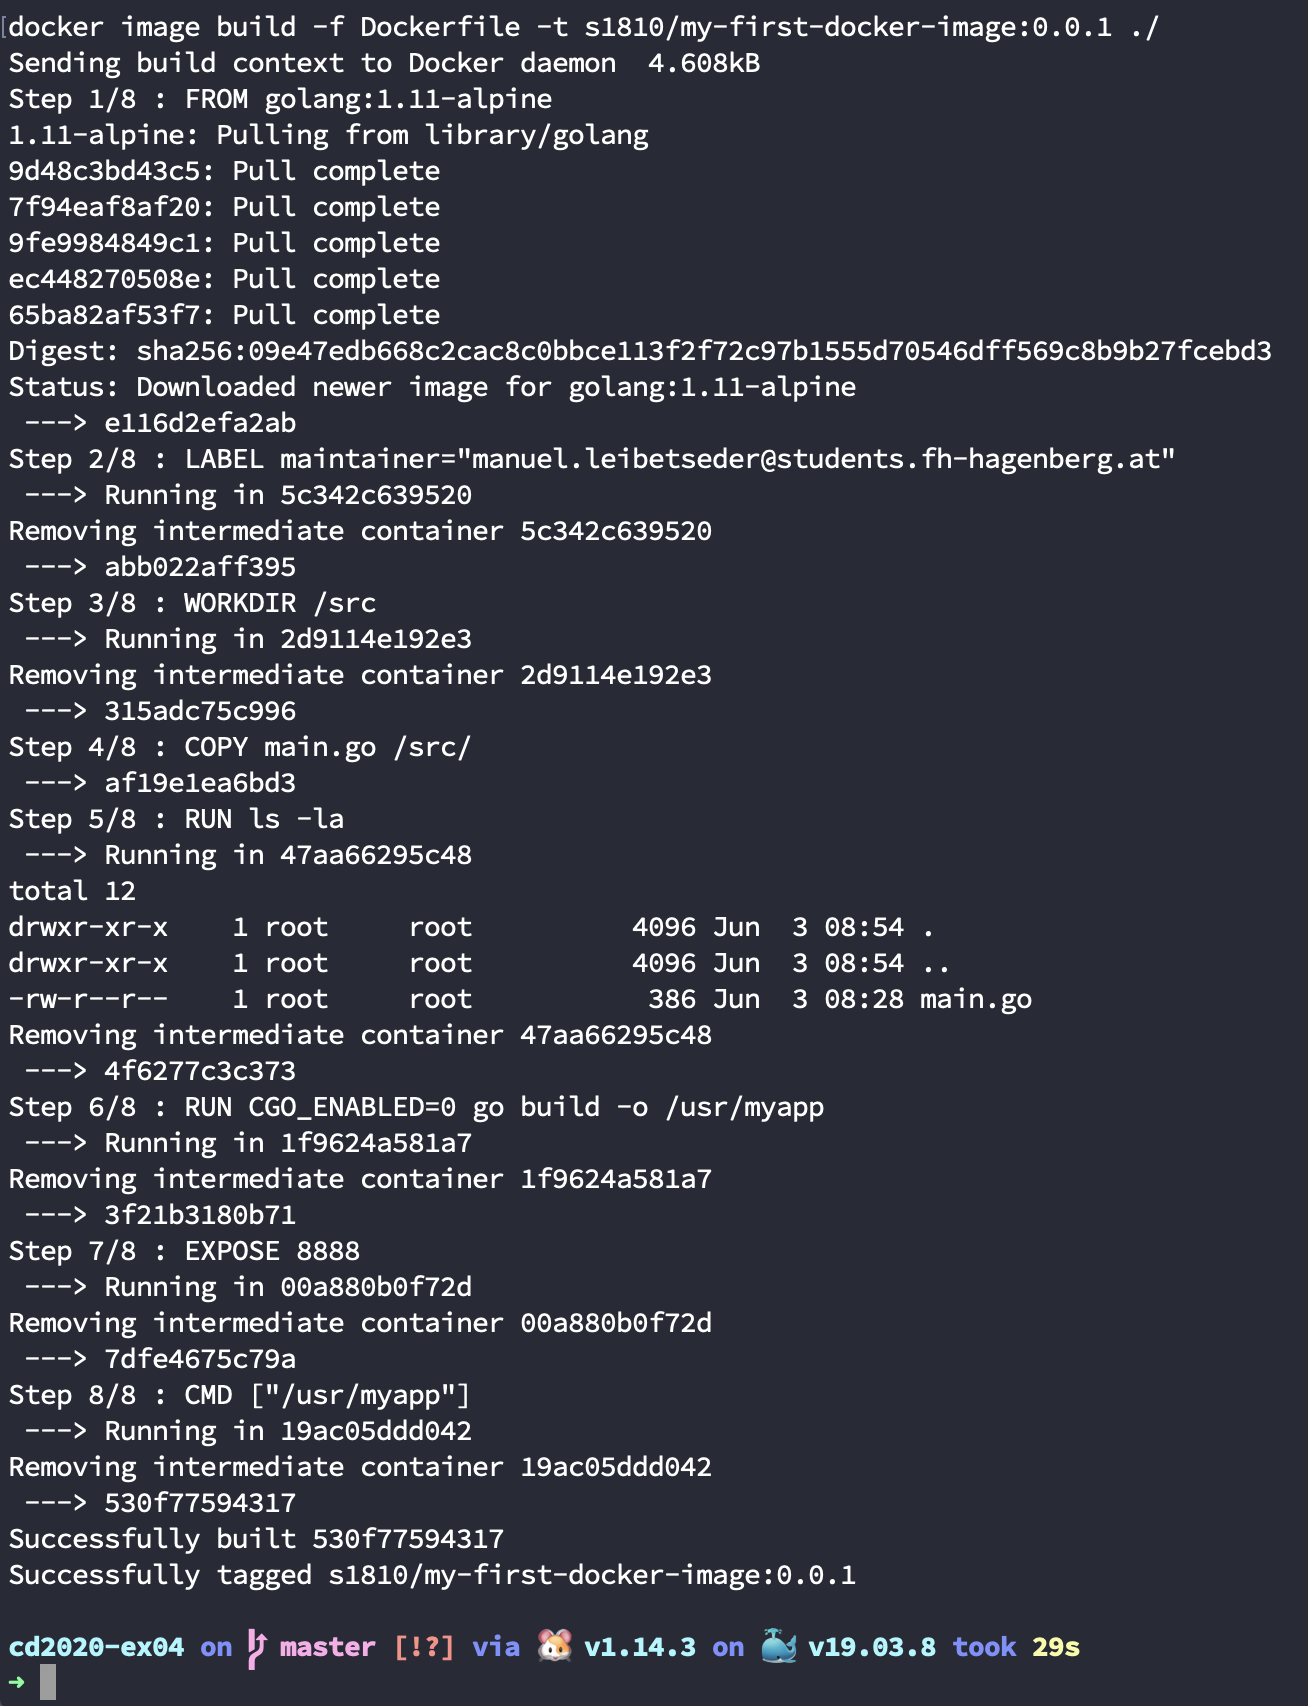 docker image build -f Dockerfile -t s1810/my-first-docker-image:0.0.1 ./
Sending build context to Docker daemon  4.608kB
Step 1/8 : FROM golang:1.11-alpine
1.11-alpine: Pulling from library/golang
9d48c3bd43c5: Pull complete
7f94eaf8af20: Pull complete
9fe9984849c1: Pull complete
ec448270508e: Pull complete
65ba82af53f7: Pull complete
Digest: sha256:09e47edb668c2cac8c0bbce113f2f72c97b1555d70546dff569c8b9b27fcebd3
Status: Downloaded newer image for golang:1.11-alpine
 ---> e116d2efa2ab
Step 2/8 : LABEL maintainer="manuel.leibetseder@students.fh-hagenberg.at"
 ---> Running in 5c342c639520
Removing intermediate container 5c342c639520
 ---> abb022aff395
Step 3/8 : WORKDIR /src
 ---> Running in 2d9114e192e3
Removing intermediate container 2d9114e192e3
 ---> 315adc75c996
Step 4/8 : COPY main.go /src/
 ---> af19e1ea6bd3
Step 5/8 : RUN ls -la
 ---> Running in 47aa66295c48
total 12
drwxr-xr-x    1 root     root          4096 Jun  3 08:54 .
drwxr-xr-x    1 root     root          4096 Jun  3 08:54 ..
-rw-r--r--    1 root     root           386 Jun  3 08:28 main.go
Removing intermediate container 47aa66295c48
 ---> 4f6277c3c373
Step 6/8 : RUN CGO_ENABLED=0 go build -o /usr/myapp
 ---> Running in 1f9624a581a7
Removing intermediate container 1f9624a581a7
 ---> 3f21b3180b71
Step 7/8 : EXPOSE 8888
 ---> Running in 00a880b0f72d
Removing intermediate container 00a880b0f72d
 ---> 7dfe4675c79a
Step 8/8 : CMD ["/usr/myapp"]
 ---> Running in 19ac05ddd042
Removing intermediate container 19ac05ddd042
 ---> 530f77594317
Successfully built 530f77594317
Successfully tagged s1810/my-first-docker-image:0.0.1
cd2020-ex04 on master [!?] via 🐹 v1.14.3 on 🐳 v19.03.8 took 29s
➜